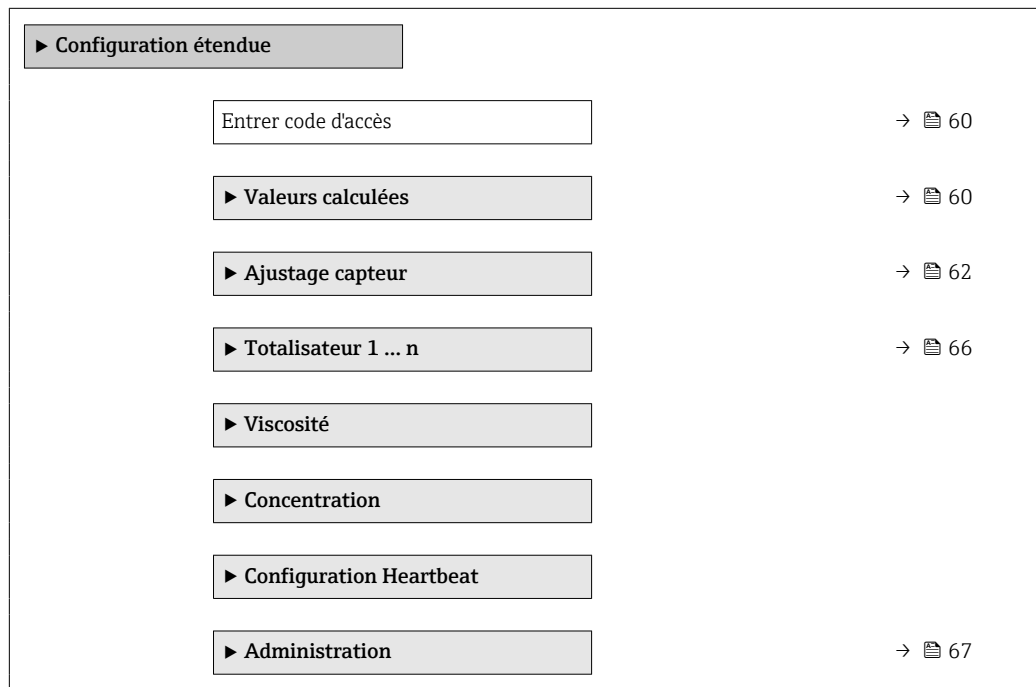 ▶ Configuration étendue
Entrer code d'accès → 60
▶ Valeurs calculées → 60
▶ Ajustage capteur → 62
▶ Totalisateur 1 ... n → 66
▶ Viscosité
▶ Concentration
▶ Configuration Heartbeat
▶ Administration → 67